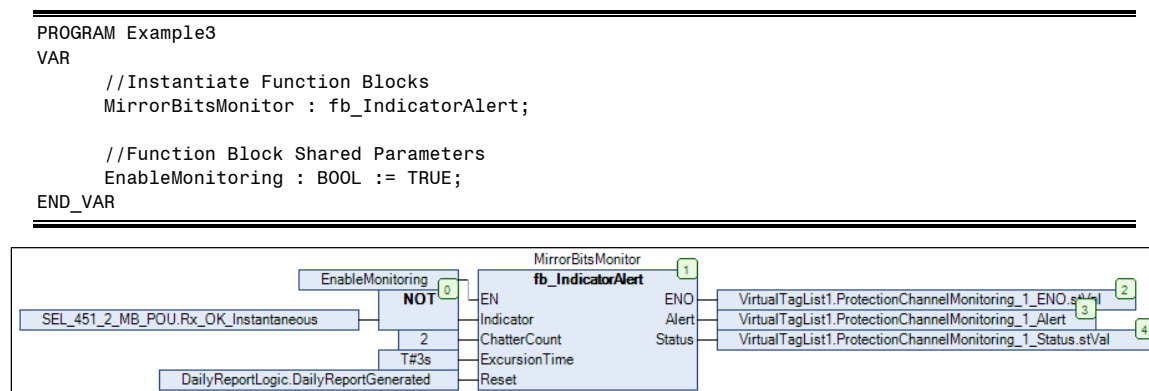 PROGRAM Example3
VAR
//Instantiate Function Blocks
MirrorBitsMonitor : fb_IndicatorAlert;
//Function Block Shared Parameters
EnableMonitoring : BOOL := TRUE;
END_VAR
MirrorBitsMonitor
1
EnableMonitoring
0
fb_IndicatorAlert
NOT
EN
ENO
VirtualTagList1.ProtectionChannelMonitoring_1_ENO.stVal
2
SEL_451_2_MB_POU.Rx_OK_Instantaneous
Indicator
Alert
VirtualTagList1.ProtectionChannelMonitoring_1_Alert
3
2
ChatterCount
Status
VirtualTagList1.ProtectionChannelMonitoring_1_Status.stVal
4
T#3s
ExcursionTime
DailyReportLogic.DailyReportGenerated
Reset